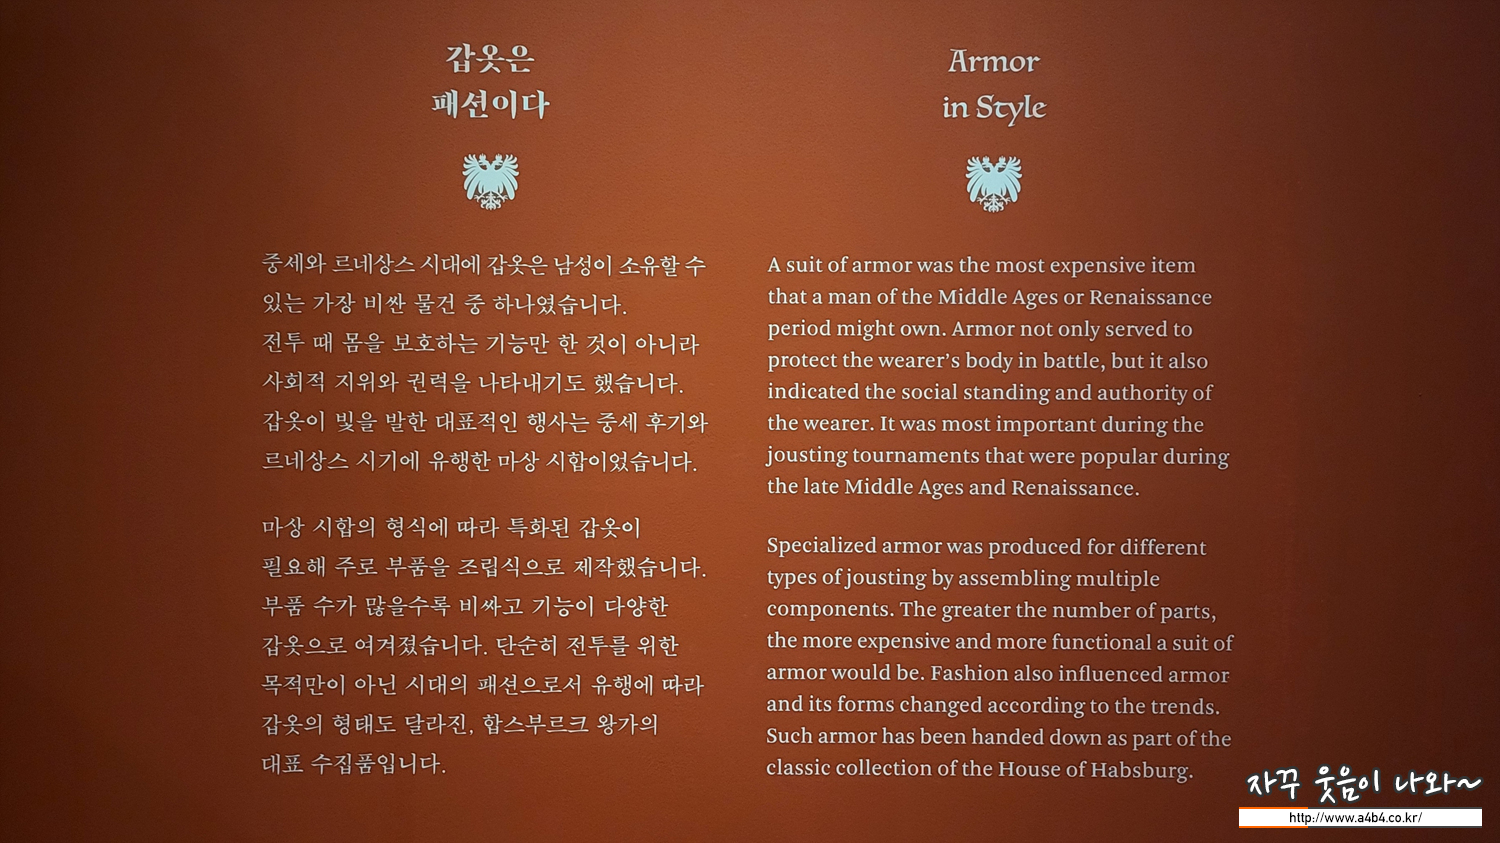 갑옷은
패션이다
중세와 르네상스 시대에 갑옷은 남성이 소유할 수
있는 가장 비싼 물건 중 하나였습니다.
전투 때 몸을 보호하는 기능만 한 것이 아니라
사회적 지위와 권력을 나타내기도 했습니다.
갑옷이 빛을 발한 대표적인 행사는 중세 후기와
르네상스 시기에 유행한 마상 시합이었습니다.
마상 시합의 형식에 따라 특화된 갑옷이
필요해 주로 부품을 조립식으로 제작했습니다.
부품 수가 많을수록 비싸고 기능이 다양한
갑옷으로 여겨졌습니다. 단순히 전투를 위한
목적만이 아닌 시대의 패션으로서 유행에 따라
갑옷의 형태도 달라진, 합스부르크 왕가의
대표 수집품입니다.
Armor
in Style
A suit of armor was the most expensive item
that a man of the Middle Ages or Renaissance
period might own. Armor not only served to
protect the wearer's body in battle, but it also
indicated the social standing and authority of
the wearer. It was most important during the
jousting tournaments that were popular during
the late Middle Ages and Renaissance.
Specialized armor was produced for different
types of jousting by assembling multiple
components. The greater the number of parts,
the more expensive and more functional a suit of
armor would be. Fashion also influenced armor
and its forms changed according to the trends.
Such armor has been handed down as part of the
classic collection of the House of Habsburg.
자꾸 웃음이 나와~
http://www.a4b4.co.kr/